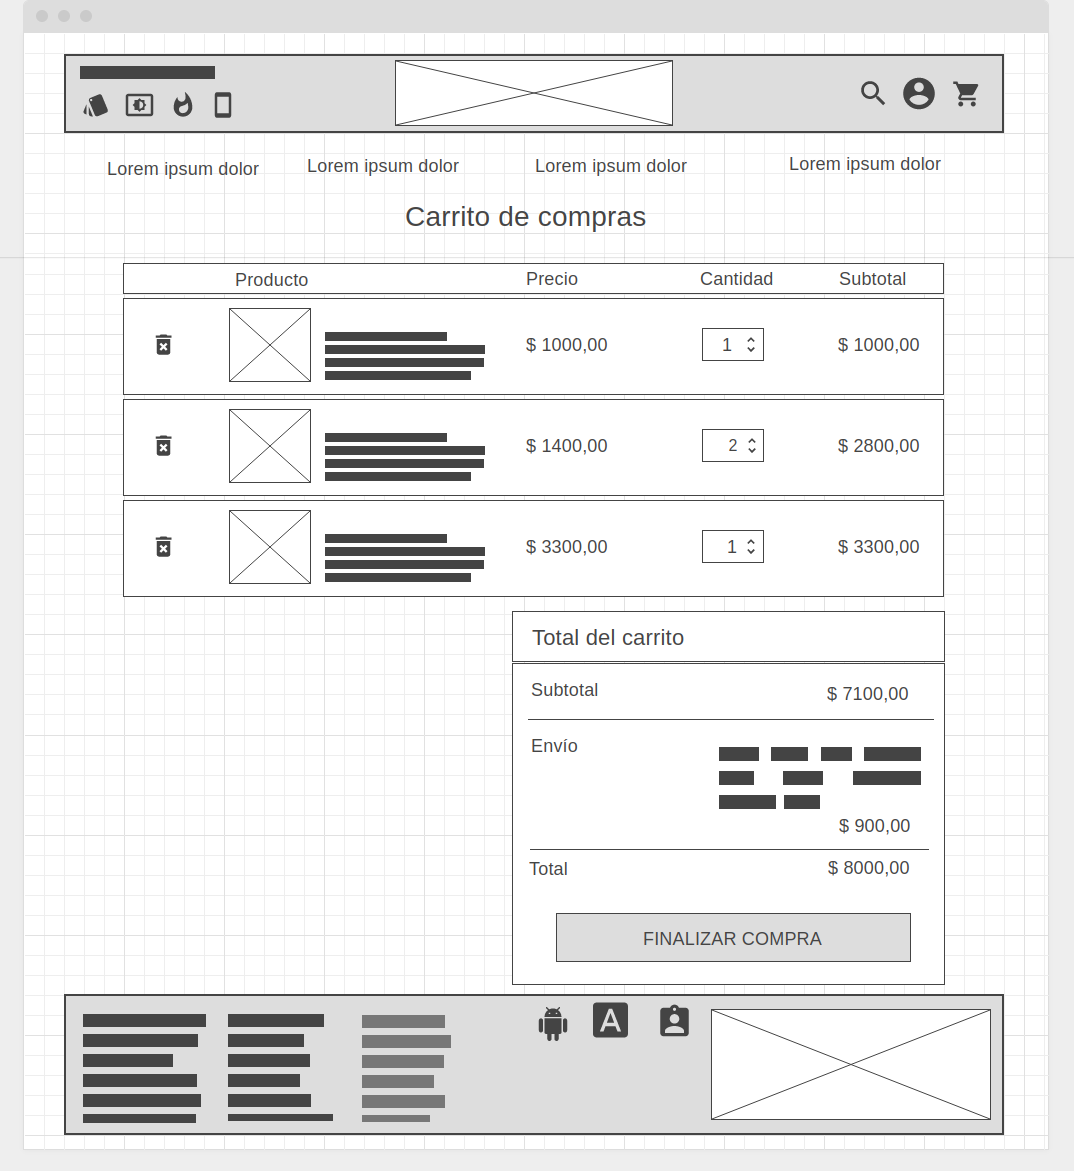 Lorem ipsum dolor
Lorem ipsum dolor
Lorem ipsum dolor
Lorem ipsum dolor
Carrito de compras
Producto Precio Cantidad Subtotal
$ 1000,00 1 $ 1000,00
$ 1400,00 2 $ 2800,00
$ 3300,00 1 $ 3300,00
Total del carrito
Subtotal $ 7100,00
Envío
$ 900,00
Total $ 8000,00
FINALIZAR COMPRA
A